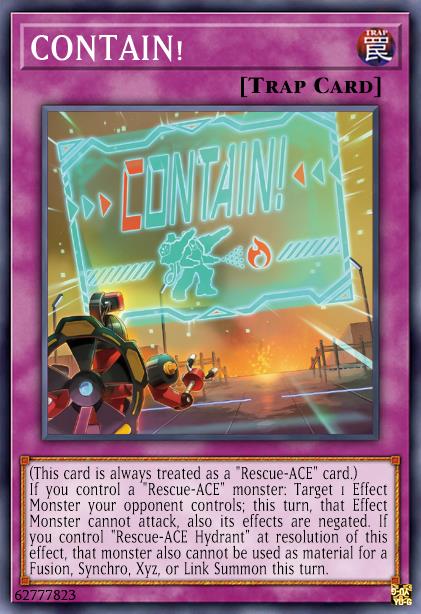 CONTAIN!
TRAP
罠
[TRAP CARD]
CONTAIN!
(This card is always treated as a "Rescue-ACE" card.)
If you control a "Rescue-ACE" monster: Target 1 Effect
Monster your opponent controls; this turn, that Effect
Monster cannot attack, also its effects are negated. If
you control "Rescue-ACE Hydrant" at resolution of this
effect, that monster also cannot be used as material for a
Fusion, Synchro, Xyz, or Link Summon this turn.
62777823